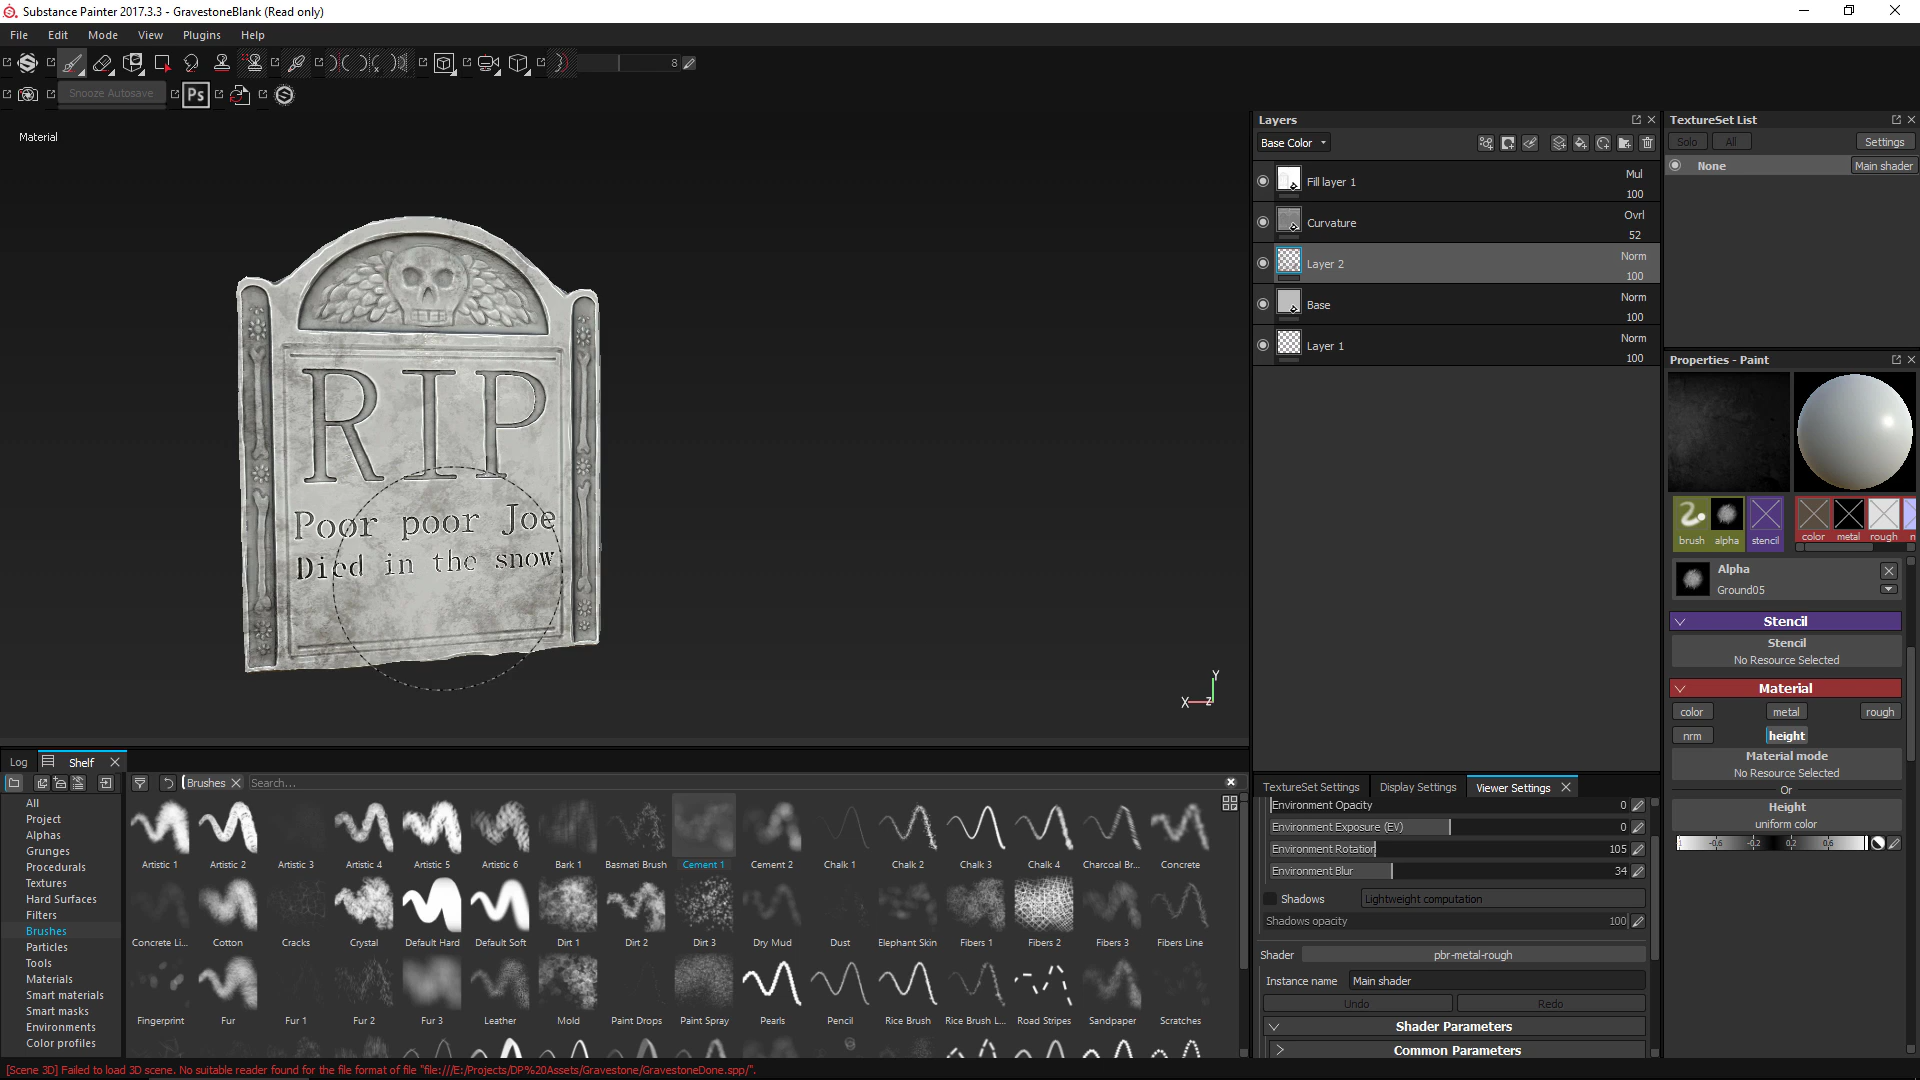 Substance Painter 2017.3.3 - GravestoneBlank (Read only)
File Edit Mode View Plugins Help
8
Snooze Autosave
Ps
Material
RIP
Poor poor Joe
Died in the snow
Y
X Z
Layers
Base Color
Fill layer 1 Mul 100
Curvature Ovrl 52
Layer 2 Norm 100
Base Norm 100
Layer 1 Norm 100
TextureSet List
Solo All Settings
None Main shader
Properties - Paint
brush alpha stencil color metal rough n
Alpha
Ground05
Stencil
Stencil
No Resource Selected
Material
color metal rough
nrm height
Material mode
No Resource Selected
Or
Height
uniform color
-1 -0.6 -0.2 0.2 0.6
Log Shelf
Brushes Search...
All
Project
Alphas
Grunges
Procedurals
Textures
Hard Surfaces
Filters
Brushes
Particles
Tools
Materials
Smart materials
Smart masks
Environments
Color profiles
Artistic 1 Artistic 2 Artistic 3 Artistic 4 Artistic 5 Artistic 6 Bark 1 Basmati Brush Cement 1 Cement 2 Chalk 1 Chalk 2 Chalk 3 Chalk 4 Charcoal Br... Concrete
Concrete Li... Cotton Cracks Crystal Default Hard Default Soft Dirt 1 Dirt 2 Dirt 3 Dry Mud Dust Elephant Skin Fibers 1 Fibers 2 Fibers 3 Fibers Line
Fingerprint Fur Fur 1 Fur 2 Fur 3 Leather Mold Paint Drops Paint Spray Pearls Pencil Rice Brush Rice Brush L... Road Stripes Sandpaper Scratches
TextureSet Settings Display Settings Viewer Settings
Environment Opacity 0
Environment Exposure (EV) 0
Environment Rotation 105
Environment Blur 34
Shadows Lightweight computation
Shadows opacity 100
Shader pbr-metal-rough
Instance name Main shader
Undo Redo
Shader Parameters
Common Parameters
[Scene 3D] Failed to load 3D scene. No suitable reader found for the file format of file "file:///E:/Projects/DP%20Assets/Gravestone/GravestoneDone.spp/".